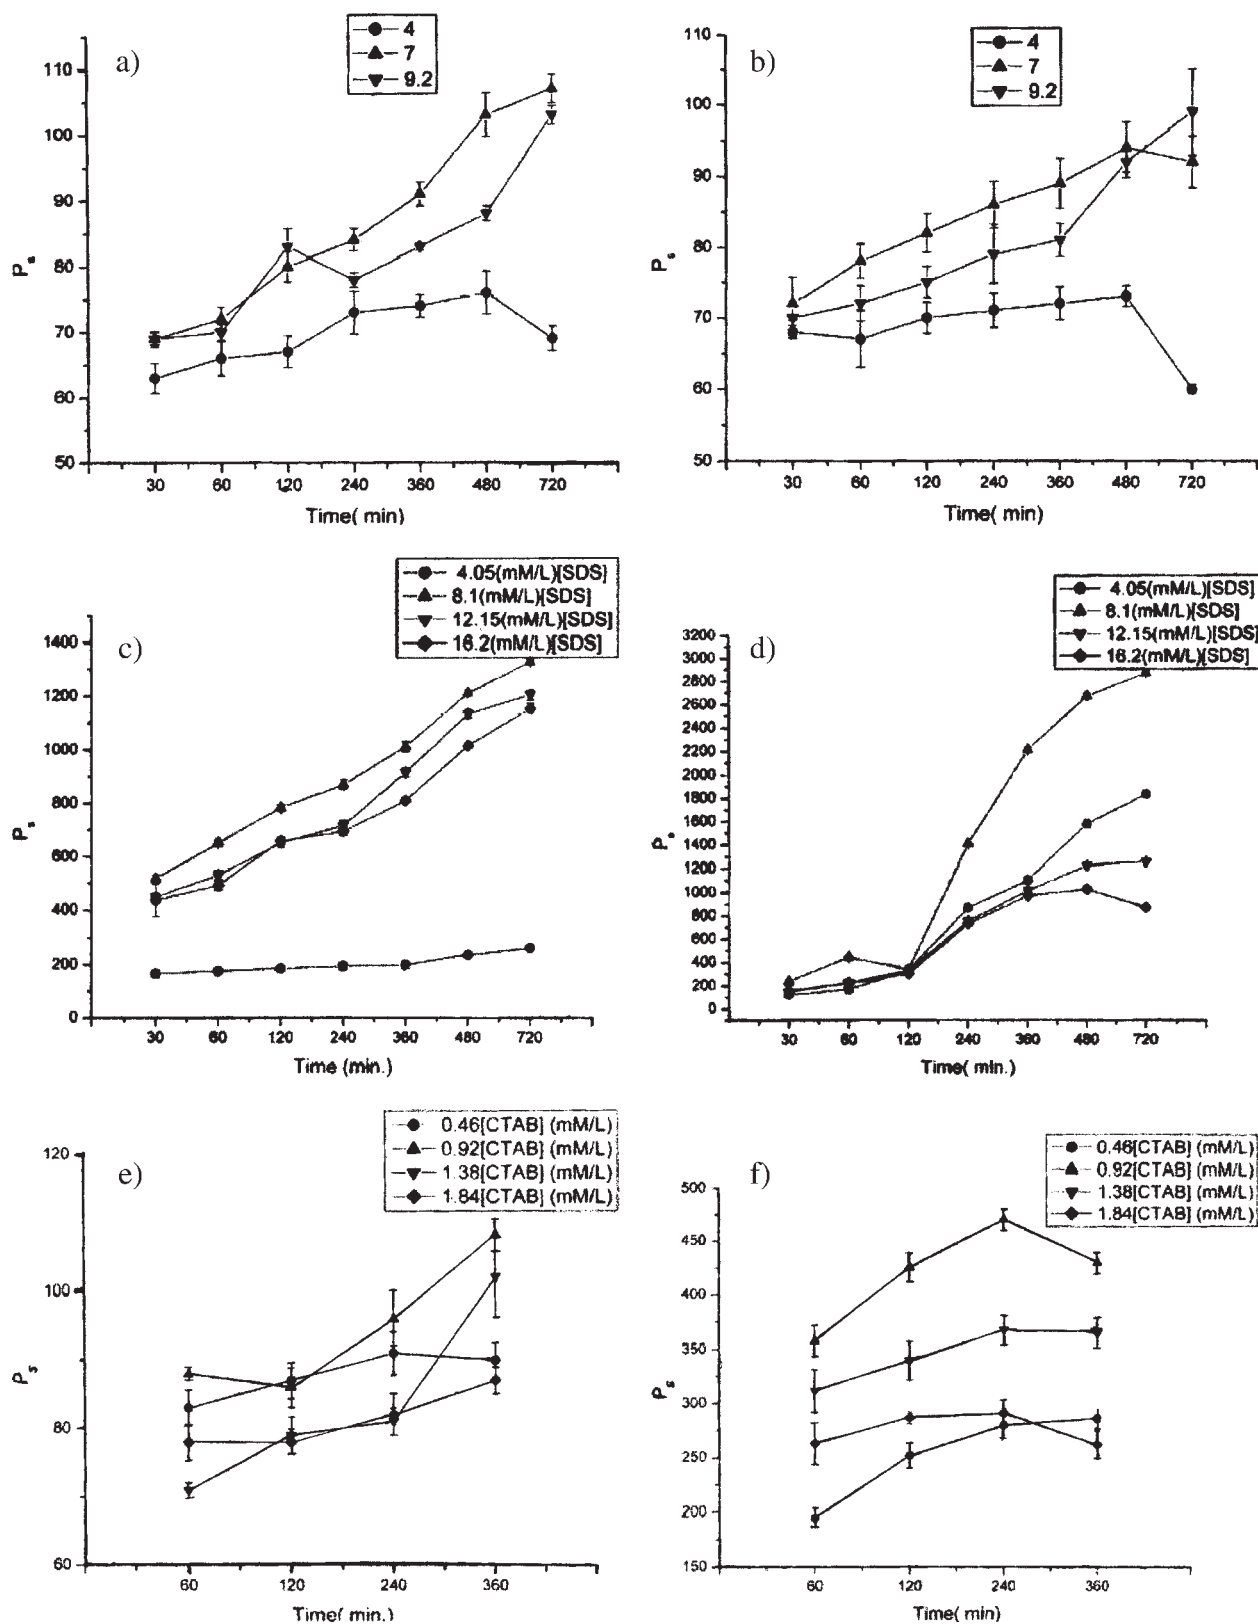 a)
4
7
9.2
110
100
90
80
70
60
50
Ps
30 60 120 240 360 480 720
Time( min)
b)
4
7
9.2
110
100
90
80
70
60
50
Ps
30 60 120 240 360 480 720
Time( min)
c)
4.05(mM/L)[SDS]
8.1(mM/L)[SDS]
12.15(mM/L)[SDS]
16.2(mM/L)[SDS]
1400
1200
1000
800
600
400
200
0
Ps
30 60 120 240 360 480 720
Time (min.)
d)
4.05(mM/L)[SDS]
8.1(mM/L)[SDS]
12.15(mM/L)[SDS]
16.2(mM/L)[SDS]
3200
3000
2800
2600
2400
2200
2000
1800
1600
1400
1200
1000
800
600
400
200
0
Ps
30 60 120 240 360 480 720
Time( min.)
e)
0.46[CTAB] (mM/L)
0.92[CTAB] (mM/L)
1.38[CTAB] (mM/L)
1.84[CTAB] (mM/L)
120
100
80
60
Ps
60 120 240 360
Time( min.)
f)
0.46[CTAB] (mM/L)
0.92[CTAB] (mM/L)
1.38[CTAB] (mM/L)
1.84[CTAB] (mM/L)
500
450
400
350
300
250
200
150
Ps
60 120 240 360
Time( min)